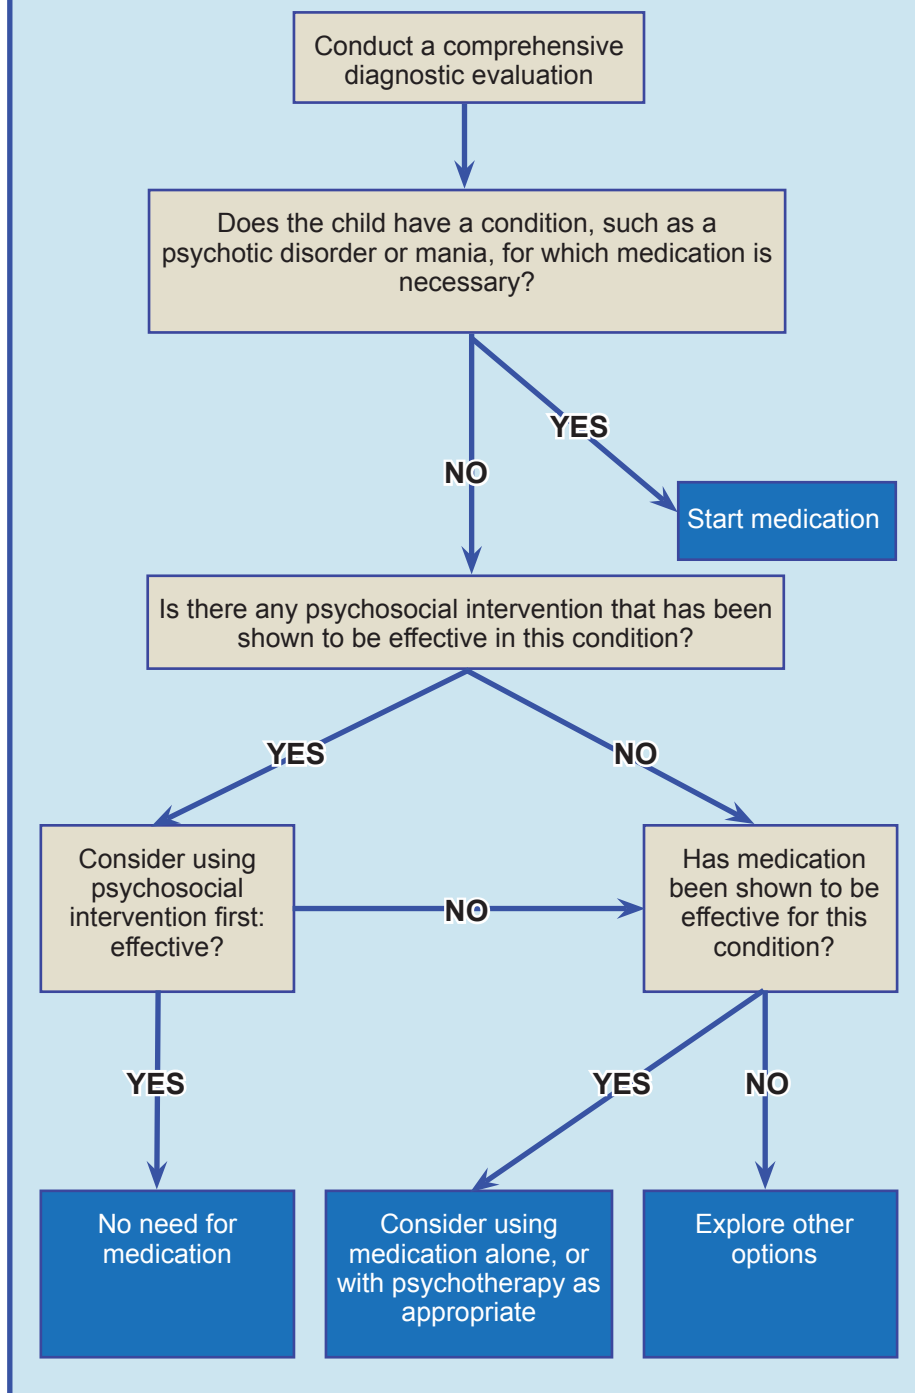 Conduct a comprehensive
diagnostic evaluation
Does the child have a condition, such as a
psychotic disorder or mania, for which medication is
necessary?
YES
NO
Start medication
Is there any psychosocial intervention that has been
shown to be effective in this condition?
YES
NO
Consider using
psychosocial
intervention first:
effective?
NO
Has medication
been shown to be
effective for this
condition?
YES
YES
NO
No need for
medication
Consider using
medication alone, or
with psychotherapy as
appropriate
Explore other
options